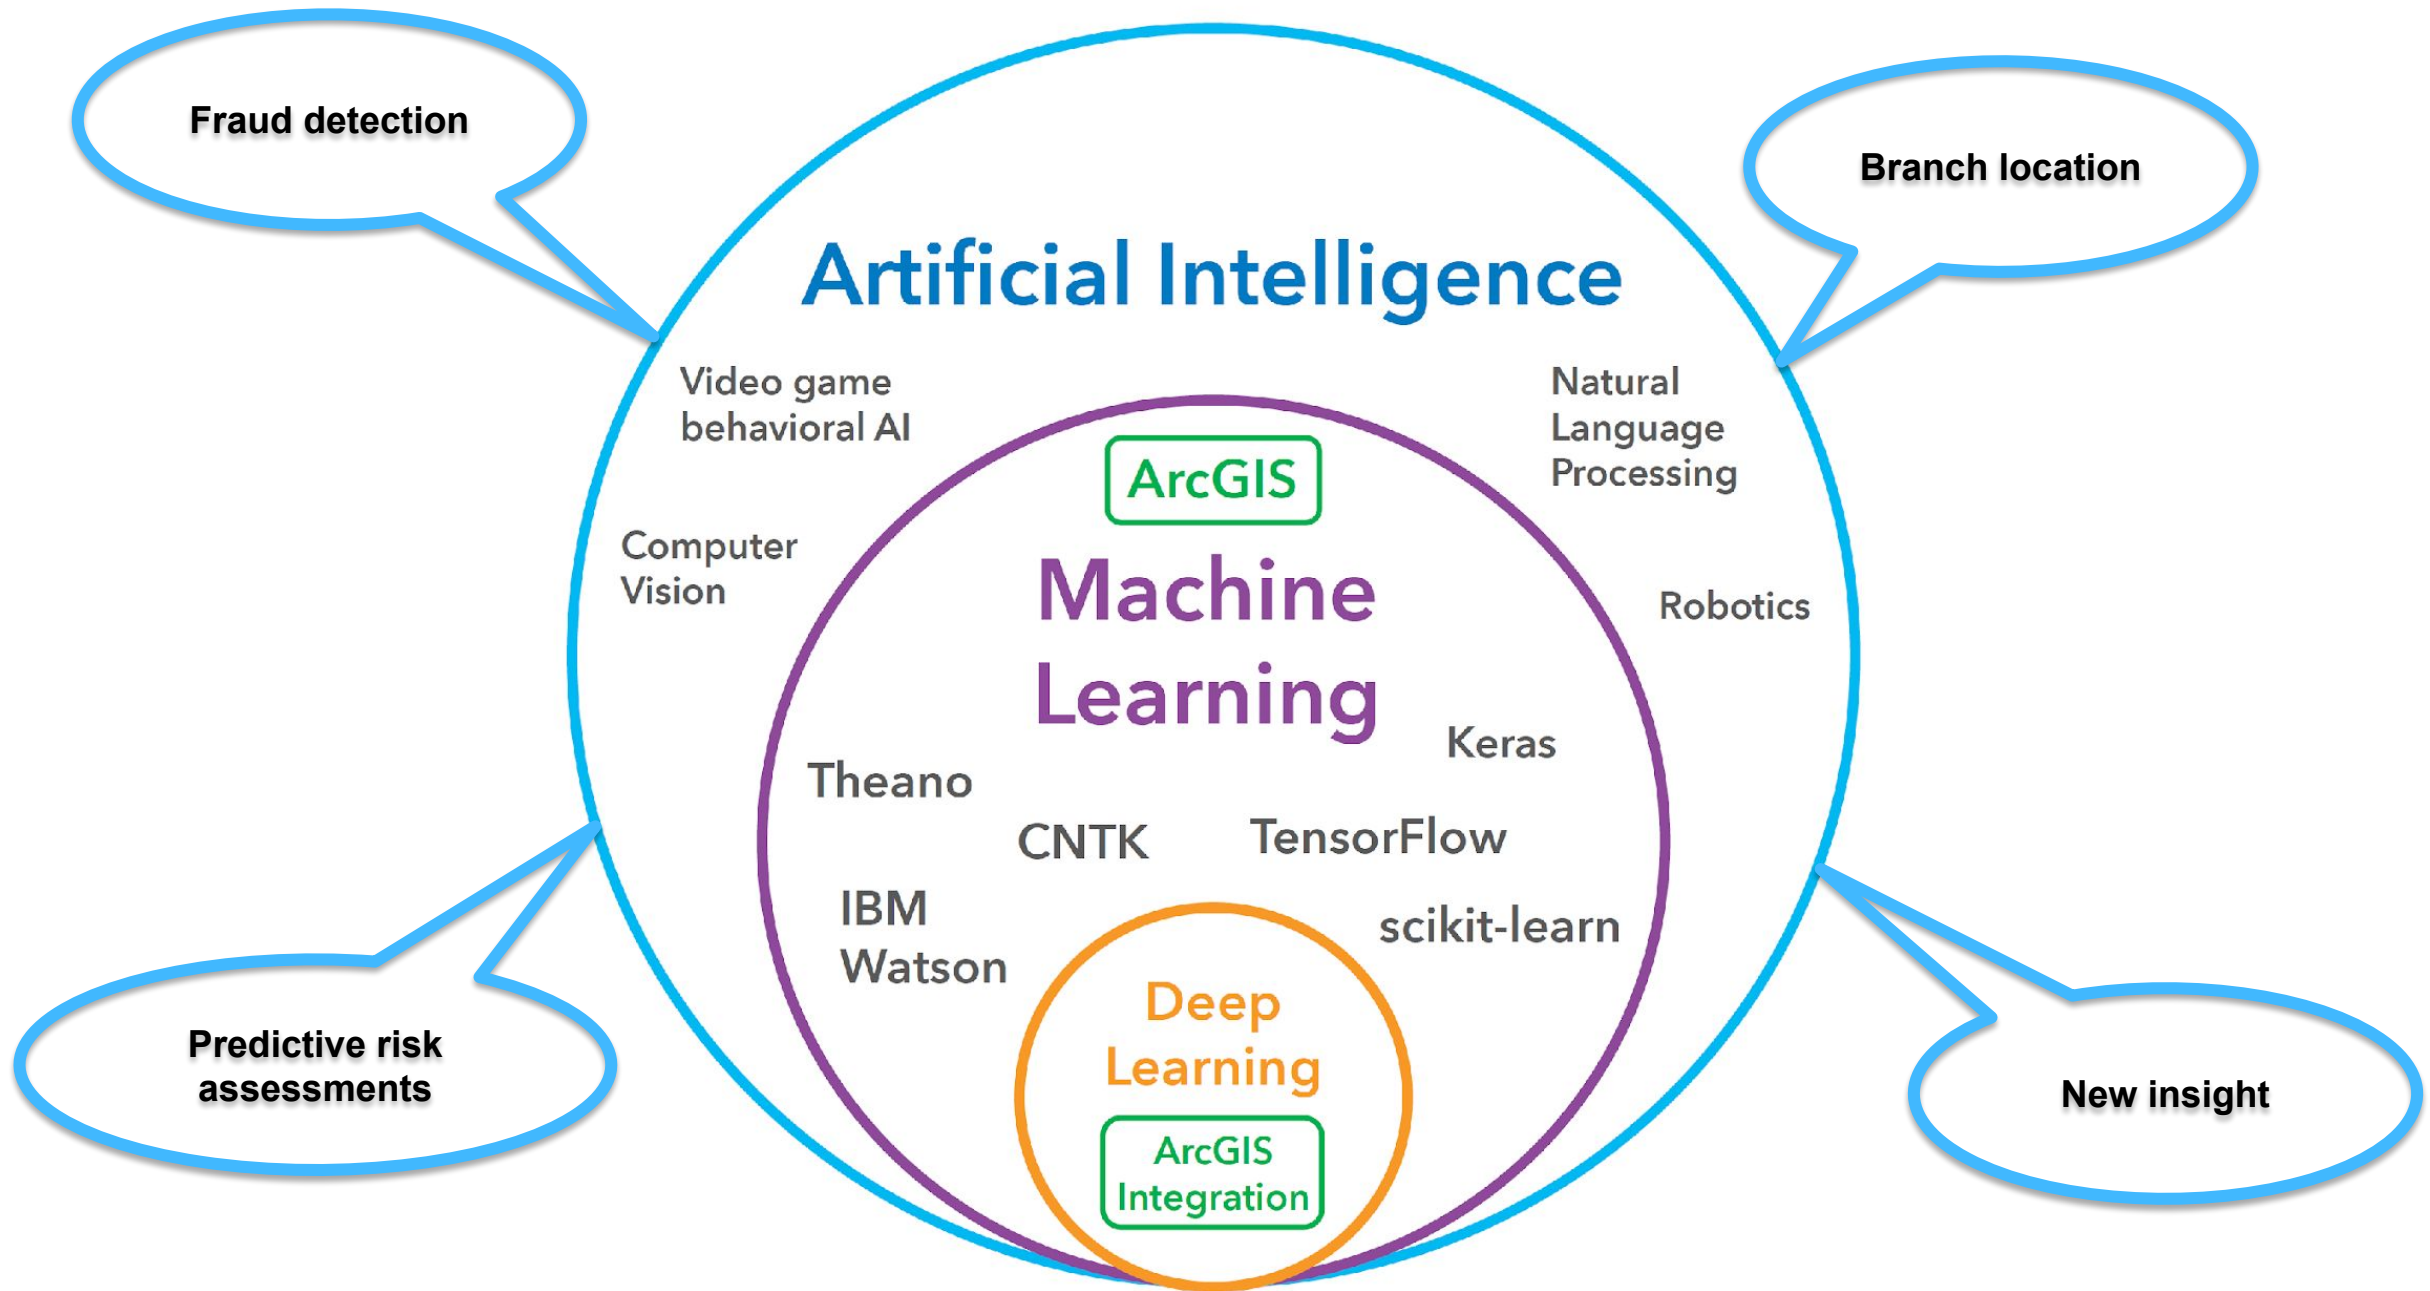 Fraud detection
Branch location
Artificial Intelligence
Video game
behavioral AI
Natural
Language
Processing
ArcGIS
Computer
Vision
Machine
Learning
Robotics
Keras
Theano
CNTK
TensorFlow
IBM
Watson
scikit-learn
Deep
Learning
ArcGIS
Integration
Predictive risk
assessments
New insight